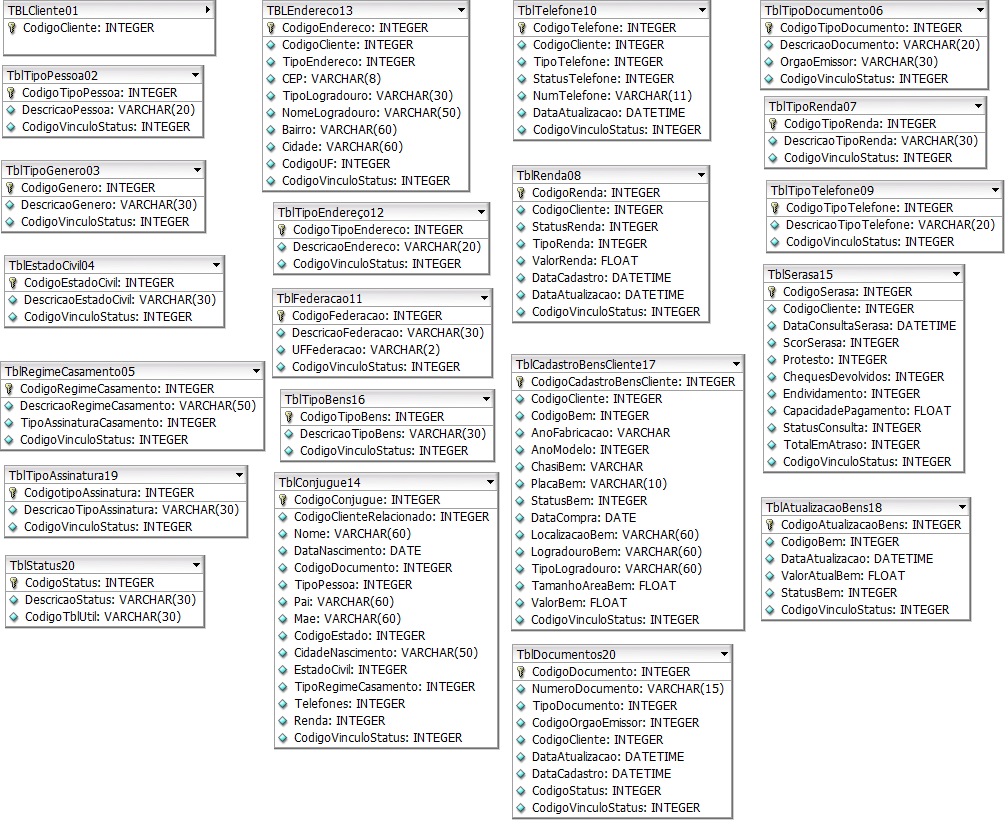 TBLCliente01
CodigoCliente: INTEGER
TblTipoPessoa02
CodigoTipoPessoa: INTEGER
DescricaoPessoa: VARCHAR(20)
CodigoVinculoStatus: INTEGER
TblTipoGenero03
CodigoGenero: INTEGER
DescricaoGenero: VARCHAR(30)
CodigoVinculoStatus: INTEGER
TblEstadoCivil04
CodigoEstadoCivil: INTEGER
DescricaoEstadoCivil: VARCHAR(30)
CodigoVinculoStatus: INTEGER
TblRegimeCasamento05
CodigoRegimeCasamento: INTEGER
DescricaoRegimeCasamento: VARCHAR(50)
TipoAssinaturaCasamento: INTEGER
CodigoVinculoStatus: INTEGER
TblTipoAssinatura19
CodigotipoAssinatura: INTEGER
DescricaoTipoAssinatura: VARCHAR(30)
CodigoVinculoStatus: INTEGER
TblStatus20
CodigoStatus: INTEGER
DescricaoStatus: VARCHAR(30)
CodigoTblUtil: VARCHAR(30)
TBLEndereco13
CodigoEndereco: INTEGER
CodigoCliente: INTEGER
TipoEndereco: INTEGER
CEP: VARCHAR(8)
TipoLogradouro: VARCHAR(30)
NomeLogradouro: VARCHAR(50)
Bairro: VARCHAR(60)
Cidade: VARCHAR(60)
CodigoUF: INTEGER
CodigoVinculoStatus: INTEGER
TblTipoEndereço12
CodigoTipoEndereco: INTEGER
DescricaoEndereco: VARCHAR(20)
CodigoVinculoStatus: INTEGER
TblFederacao11
CodigoFederacao: INTEGER
DescricaoFederacao: VARCHAR(30)
UFFederacao: VARCHAR(2)
CodigoVinculoStatus: INTEGER
TblTipoBens16
CodigoTipoBens: INTEGER
DescricaoTipoBens: VARCHAR(30)
CodigoVinculoStatus: INTEGER
TblConjugue14
CodigoConjugue: INTEGER
CodigoClienteRelacionado: INTEGER
Nome: VARCHAR(60)
DataNascimento: DATE
CodigoDocumento: INTEGER
TipoPessoa: INTEGER
Pai: VARCHAR(60)
Mae: VARCHAR(60)
CodigoEstado: INTEGER
CidadeNascimento: VARCHAR(50)
EstadoCivil: INTEGER
TipoRegimeCasamento: INTEGER
Telefones: INTEGER
Renda: INTEGER
CodigoVinculoStatus: INTEGER
TblTelefone10
CodigoTelefone: INTEGER
CodigoCliente: INTEGER
TipoTelefone: INTEGER
StatusTelefone: INTEGER
NumTelefone: VARCHAR(11)
DataAtualizacao: DATETIME
CodigoVinculoStatus: INTEGER
TblRenda08
CodigoRenda: INTEGER
CodigoCliente: INTEGER
StatusRenda: INTEGER
TipoRenda: INTEGER
ValorRenda: FLOAT
DataCadastro: DATETIME
DataAtualizacao: DATETIME
CodigoVinculoStatus: INTEGER
TblCadastroBensCliente17
CodigoCadastroBensCliente: INTEGER
CodigoCliente: INTEGER
CodigoBem: INTEGER
AnoFabricacao: VARCHAR
AnoModelo: INTEGER
ChasiBem: VARCHAR
PlacaBem: VARCHAR(10)
StatusBem: INTEGER
DataCompra: DATE
LocalizacaoBem: VARCHAR(60)
LogradouroBem: VARCHAR(60)
TipoLogradouro: VARCHAR(60)
TamanhoAreaBem: FLOAT
ValorBem: FLOAT
CodigoVinculoStatus: INTEGER
TblDocumentos20
CodigoDocumento: INTEGER
NumeroDocumento: VARCHAR(15)
TipoDocumento: INTEGER
CodigoOrgaoEmissor: INTEGER
CodigoCliente: INTEGER
DataAtualizacao: DATETIME
DataCadastro: DATETIME
CodigoStatus: INTEGER
CodigoVinculoStatus: INTEGER
TblTipoDocumento06
CodigoTipoDocumento: INTEGER
DescricaoDocumento: VARCHAR(20)
OrgaoEmissor: VARCHAR(30)
CodigoVinculoStatus: INTEGER
TblTipoRenda07
CodigoTipoRenda: INTEGER
DescricaoTipoRenda: VARCHAR(30)
CodigoVinculoStatus: INTEGER
TblTipoTelefone09
CodigoTipoTelefone: INTEGER
DescricaoTipoTelefone: VARCHAR(20)
CodigoVinculoStatus: INTEGER
TblSerasa15
CodigoSerasa: INTEGER
CodigoCliente: INTEGER
DataConsultaSerasa: DATETIME
ScorSerasa: INTEGER
Protesto: INTEGER
ChequesDevolvidos: INTEGER
Endividamento: INTEGER
CapacidadePagamento: FLOAT
StatusConsulta: INTEGER
TotalEmAtraso: INTEGER
CodigoVinculoStatus: INTEGER
TblAtualizacaoBens18
CodigoAtualizacaoBens: INTEGER
CodigoBem: INTEGER
DataAtualizacao: DATETIME
ValorAtualBem: FLOAT
StatusBem: INTEGER
CodigoVinculoStatus: INTEGER